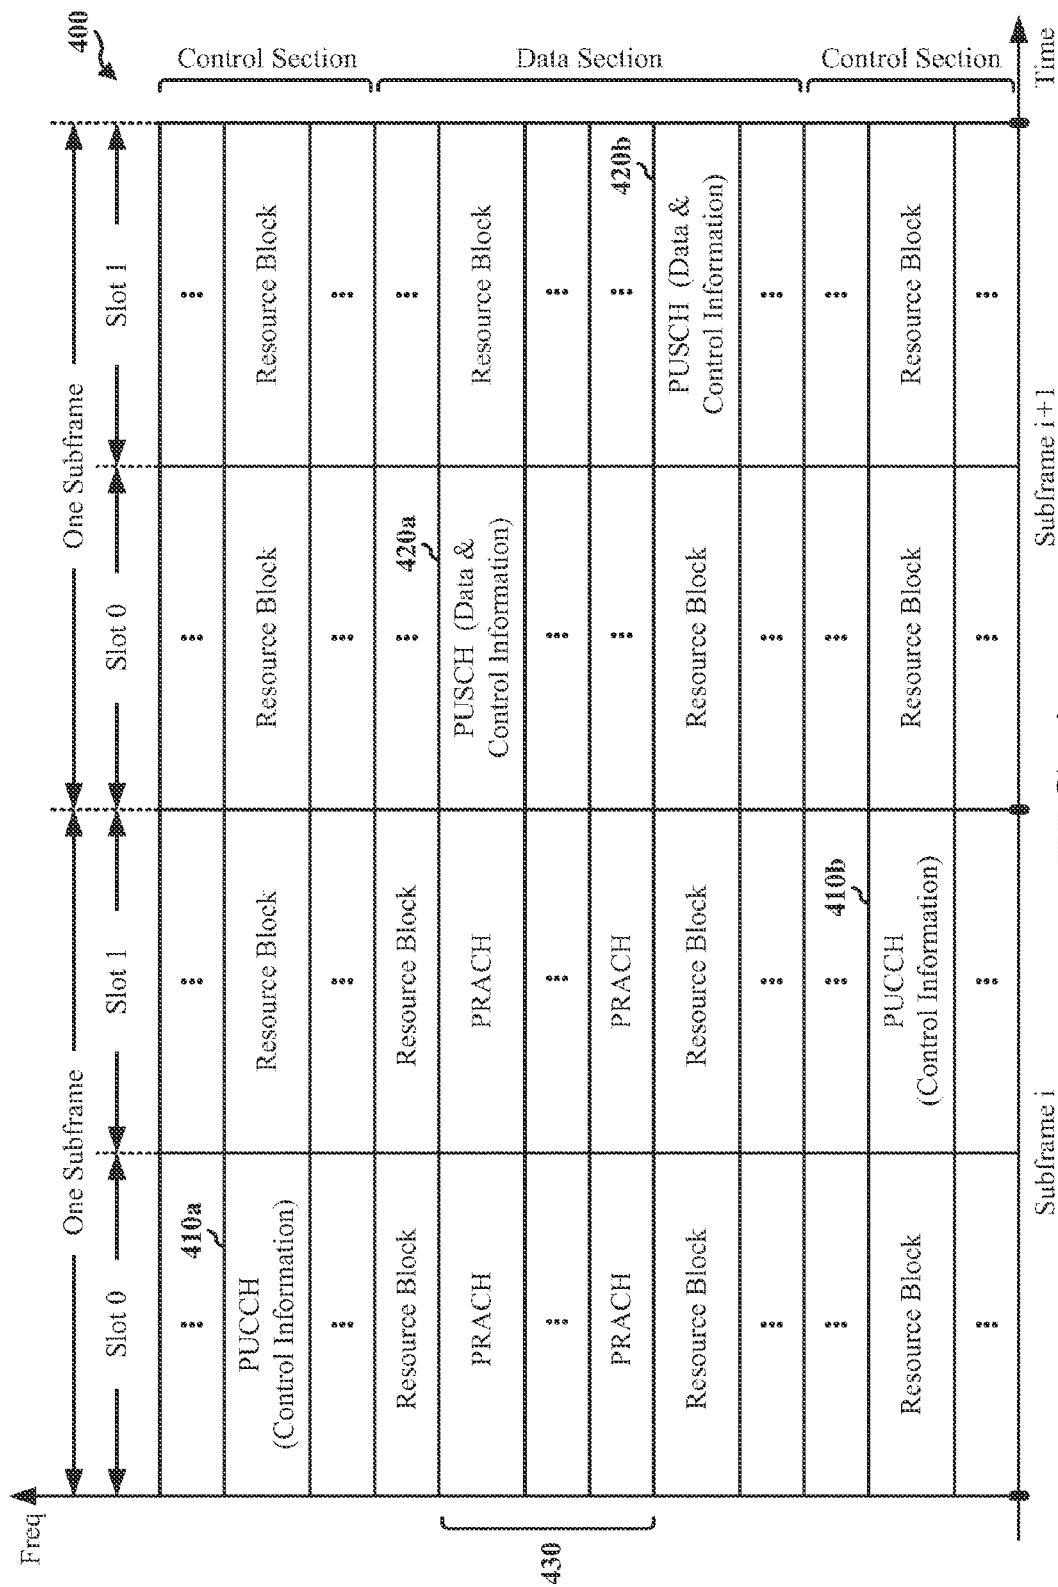 400
Freq
One Subframe
One Subframe
Slot 0
Slot 1
Slot 0
Slot 1
...
...
...
...
Control Section
410a
PUCCH
(Control Information)
Resource Block
Resource Block
Resource Block
...
...
...
...
Resource Block
Resource Block
...
...
Data Section
420a
430
PRACH
PRACH
PUSCH (Data &
Control Information)
Resource Block
...
...
...
...
PRACH
PRACH
...
...
420b
Resource Block
Resource Block
Resource Block
PUSCH (Data &
Control Information)
...
...
...
...
...
...
...
...
Control Section
410b
Resource Block
PUCCH
(Control Information)
Resource Block
Resource Block
...
...
...
...
Subframe i
Subframe i+1
Time